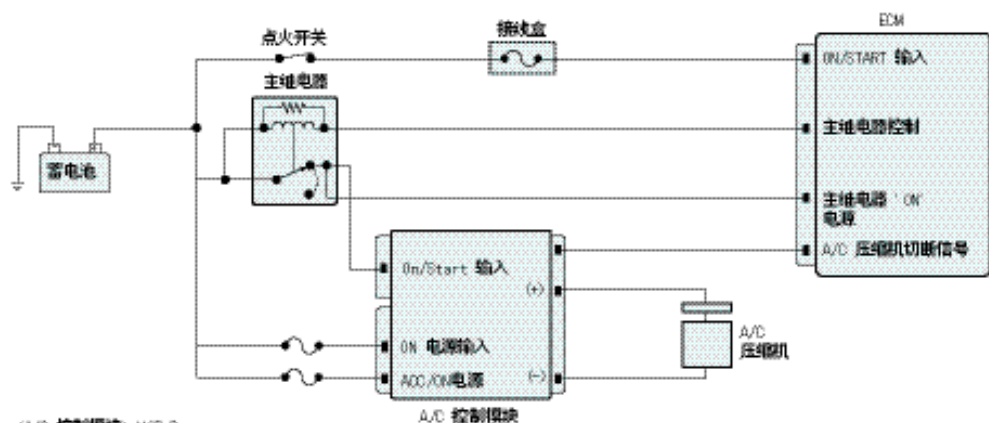 ECM
点火开关
接线盒
ON/START 输入
主继电器
主继电器控制
蓄电池
主继电器 'ON'
电源
A/C 压缩机切断信号
On/Start 输入
(+)
A/C
压缩机
ON 电源输入
ACC/ON电源
(-)
A/C 控制模块